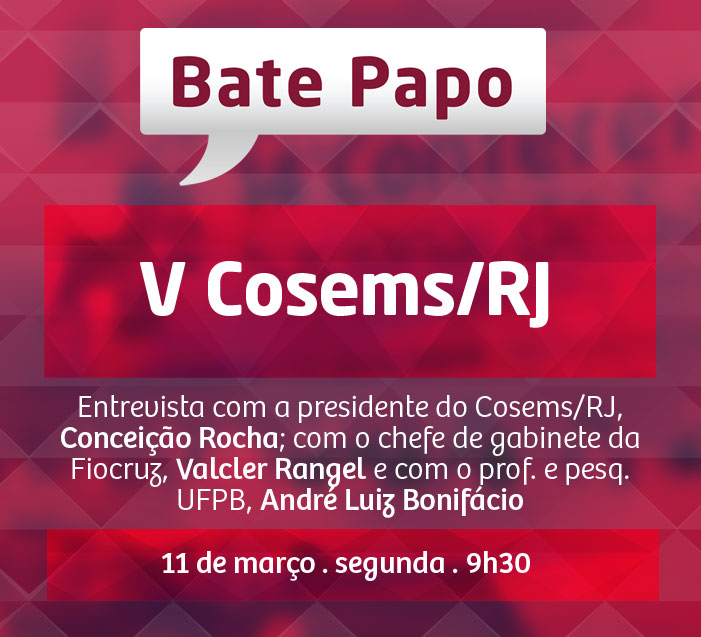 Bate Papo
V Cosems/RJ
Entrevista com a presidente do Cosems/RJ,
Conceição Rocha; com o chefe de gabinete da
Fiocruz, Valcler Rangel e com o prof. e pesq.
UFPB, André Luiz Bonifácio
11 de março . segunda . 9h30